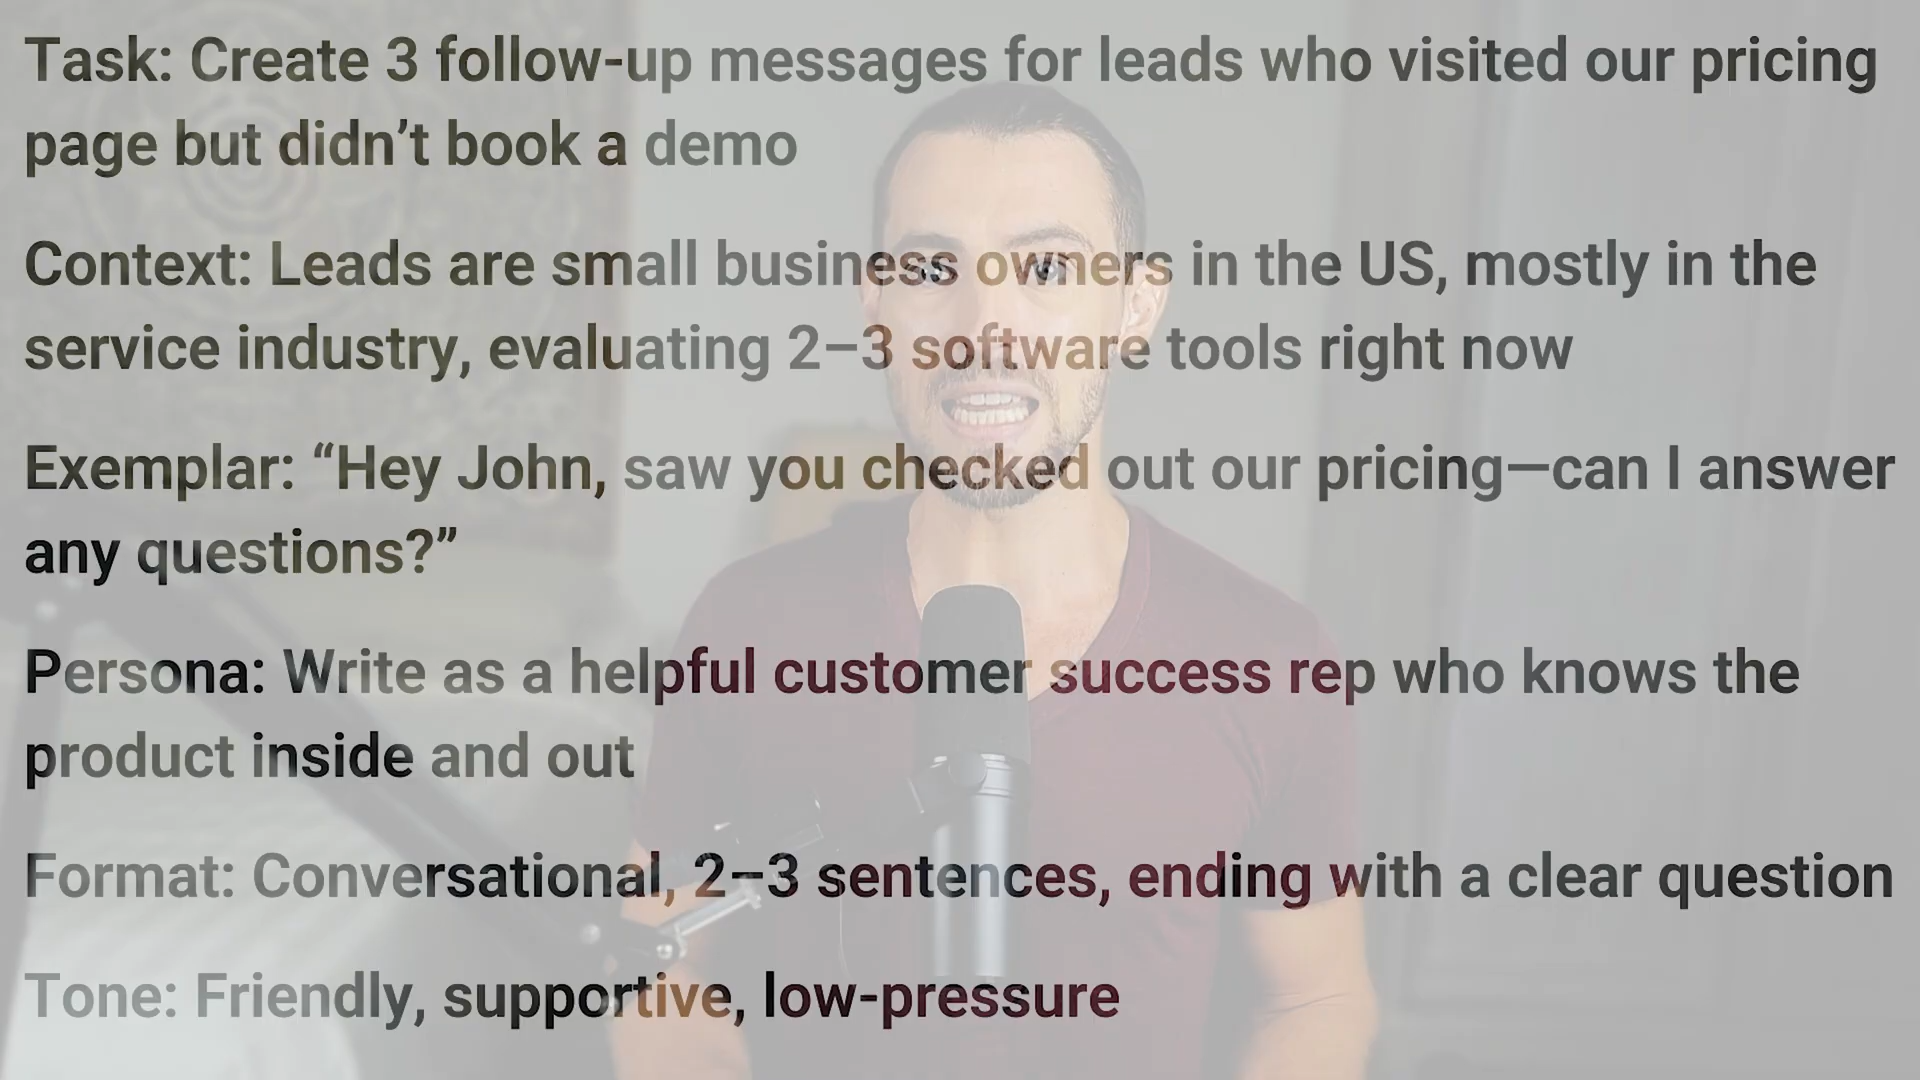 Task: Create 3 follow-up messages for leads who visited our pricing
page but didn’t book a demo
Context: Leads are small business owners in the US, mostly in the
service industry, evaluating 2–3 software tools right now
Exemplar: “Hey John, saw you checked out our pricing—can I answer
any questions?”
Persona: Write as a helpful customer success rep who knows the
product inside and out
Format: Conversational, 2–3 sentences, ending with a clear question
Tone: Friendly, supportive, low-pressure